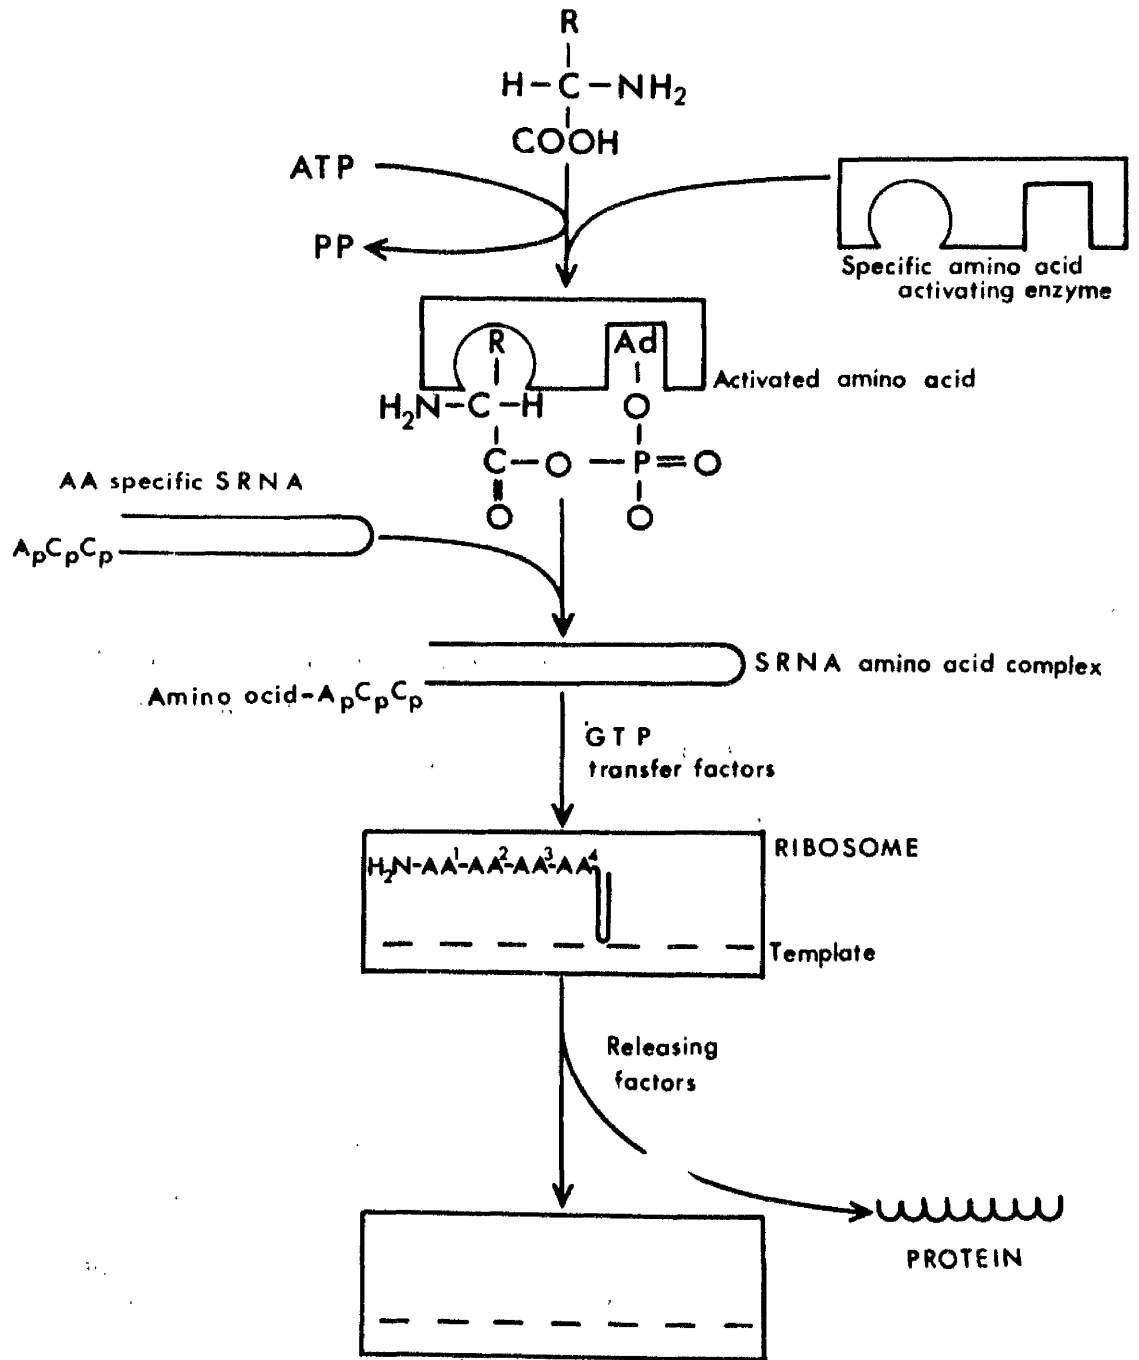 R
H-C-NH2
COOH
ATP
PP
Specific amino acid
activating enzyme
R
Ad
Activated amino acid
H2N-C-H
O
C-O-P=O
O
O
AA specific SRNA
ApCpCp
SRNA amino acid complex
Amino ocid-ApCpCp
GTP
transfer factors
RIBOSOME
H2N-AA1-AA2-AA3-AA4
Template
Releasing
factors
PROTEIN